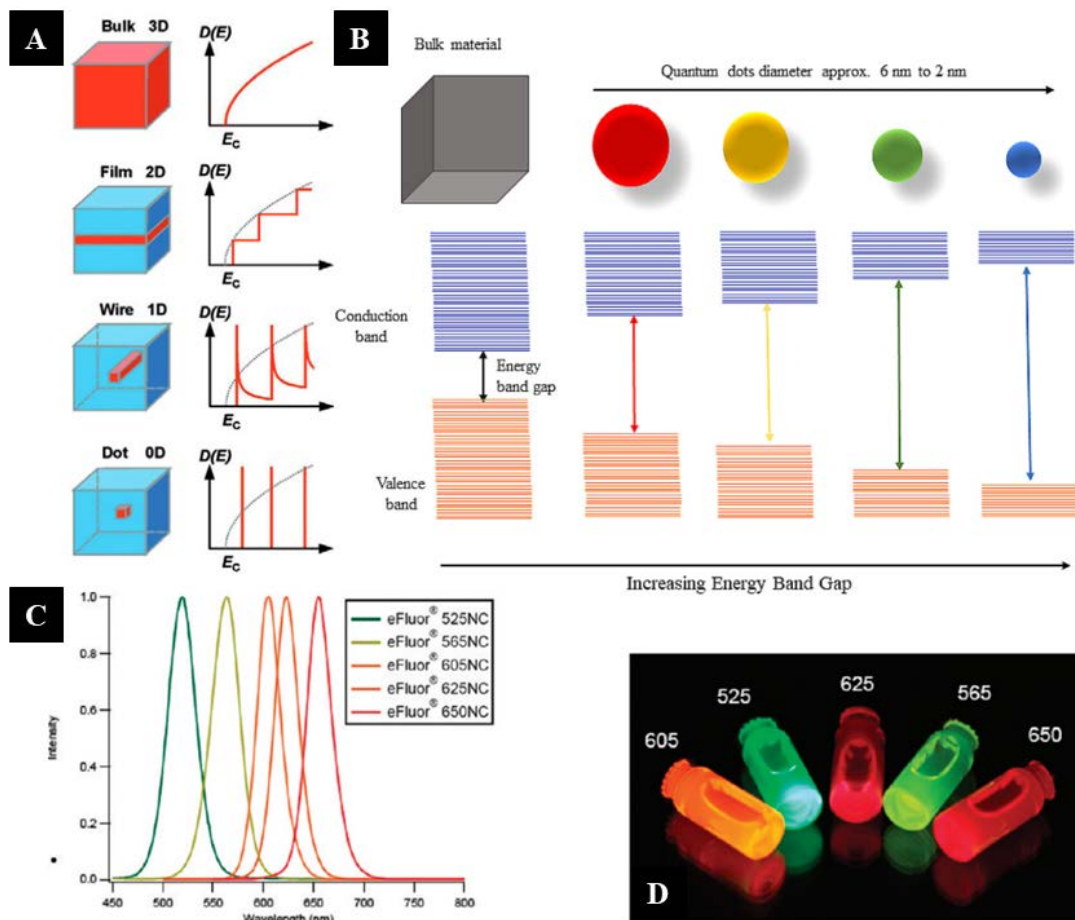 A
Bulk 3D
D(E)
E_C
Film 2D
D(E)
E_C
Wire 1D
D(E)
E_C
Dot 0D
D(E)
E_C
B
Bulk material
Quantum dots diameter approx. 6 nm to 2 nm
Conduction
band
Energy
band gap
Valence
band
Increasing Energy Band Gap
C
1.0
0.8
0.6
0.4
0.2
0.0
Intensity
450 500 550 600 650 700 750 800
Wavelength (nm)
eFluor® 525NC
eFluor® 565NC
eFluor® 605NC
eFluor® 625NC
eFluor® 650NC
605
525
625
565
650
D